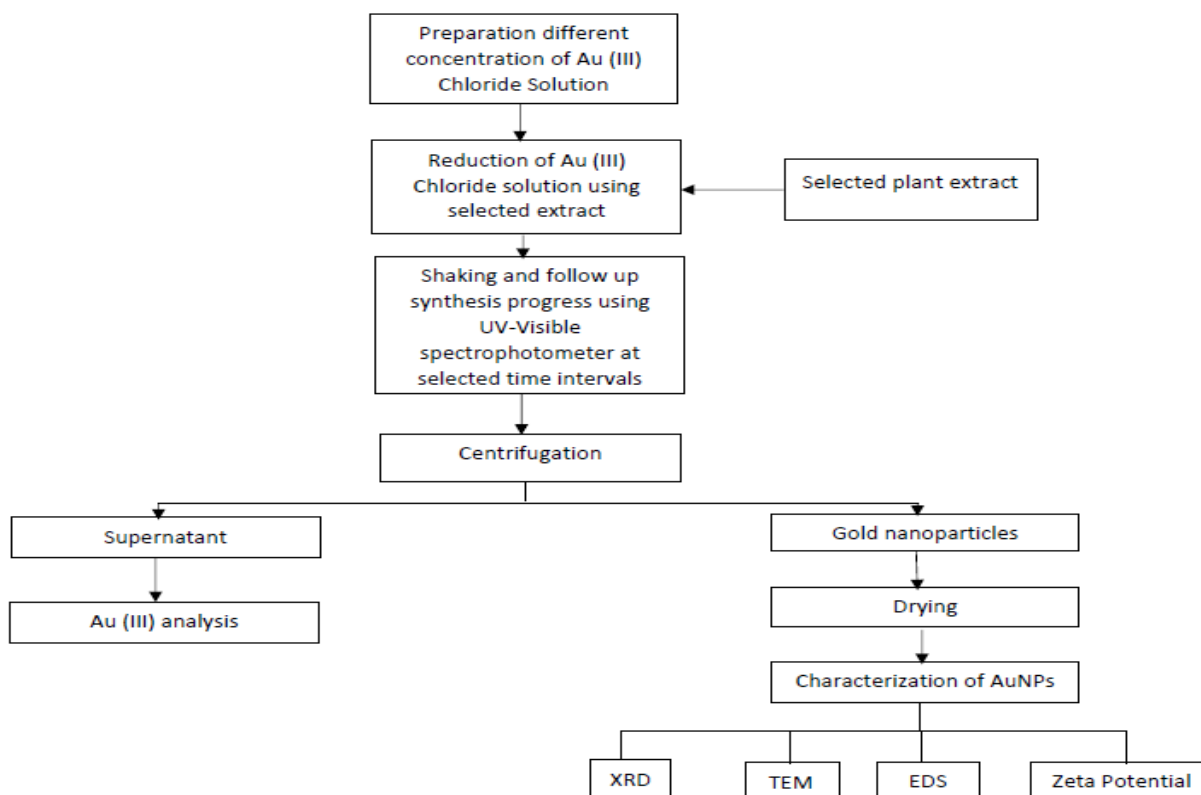 Preparation different
concentration of Au (III)
Chloride Solution
Reduction of Au (III)
Chloride solution using
selected extract
Selected plant extract
Shaking and follow up
synthesis progress using
UV-Visible
spectrophotometer at
selected time intervals
Centrifugation
Supernatant
Gold nanoparticles
Au (III) analysis
Drying
Characterization of AuNPs
XRD
TEM
EDS
Zeta Potential